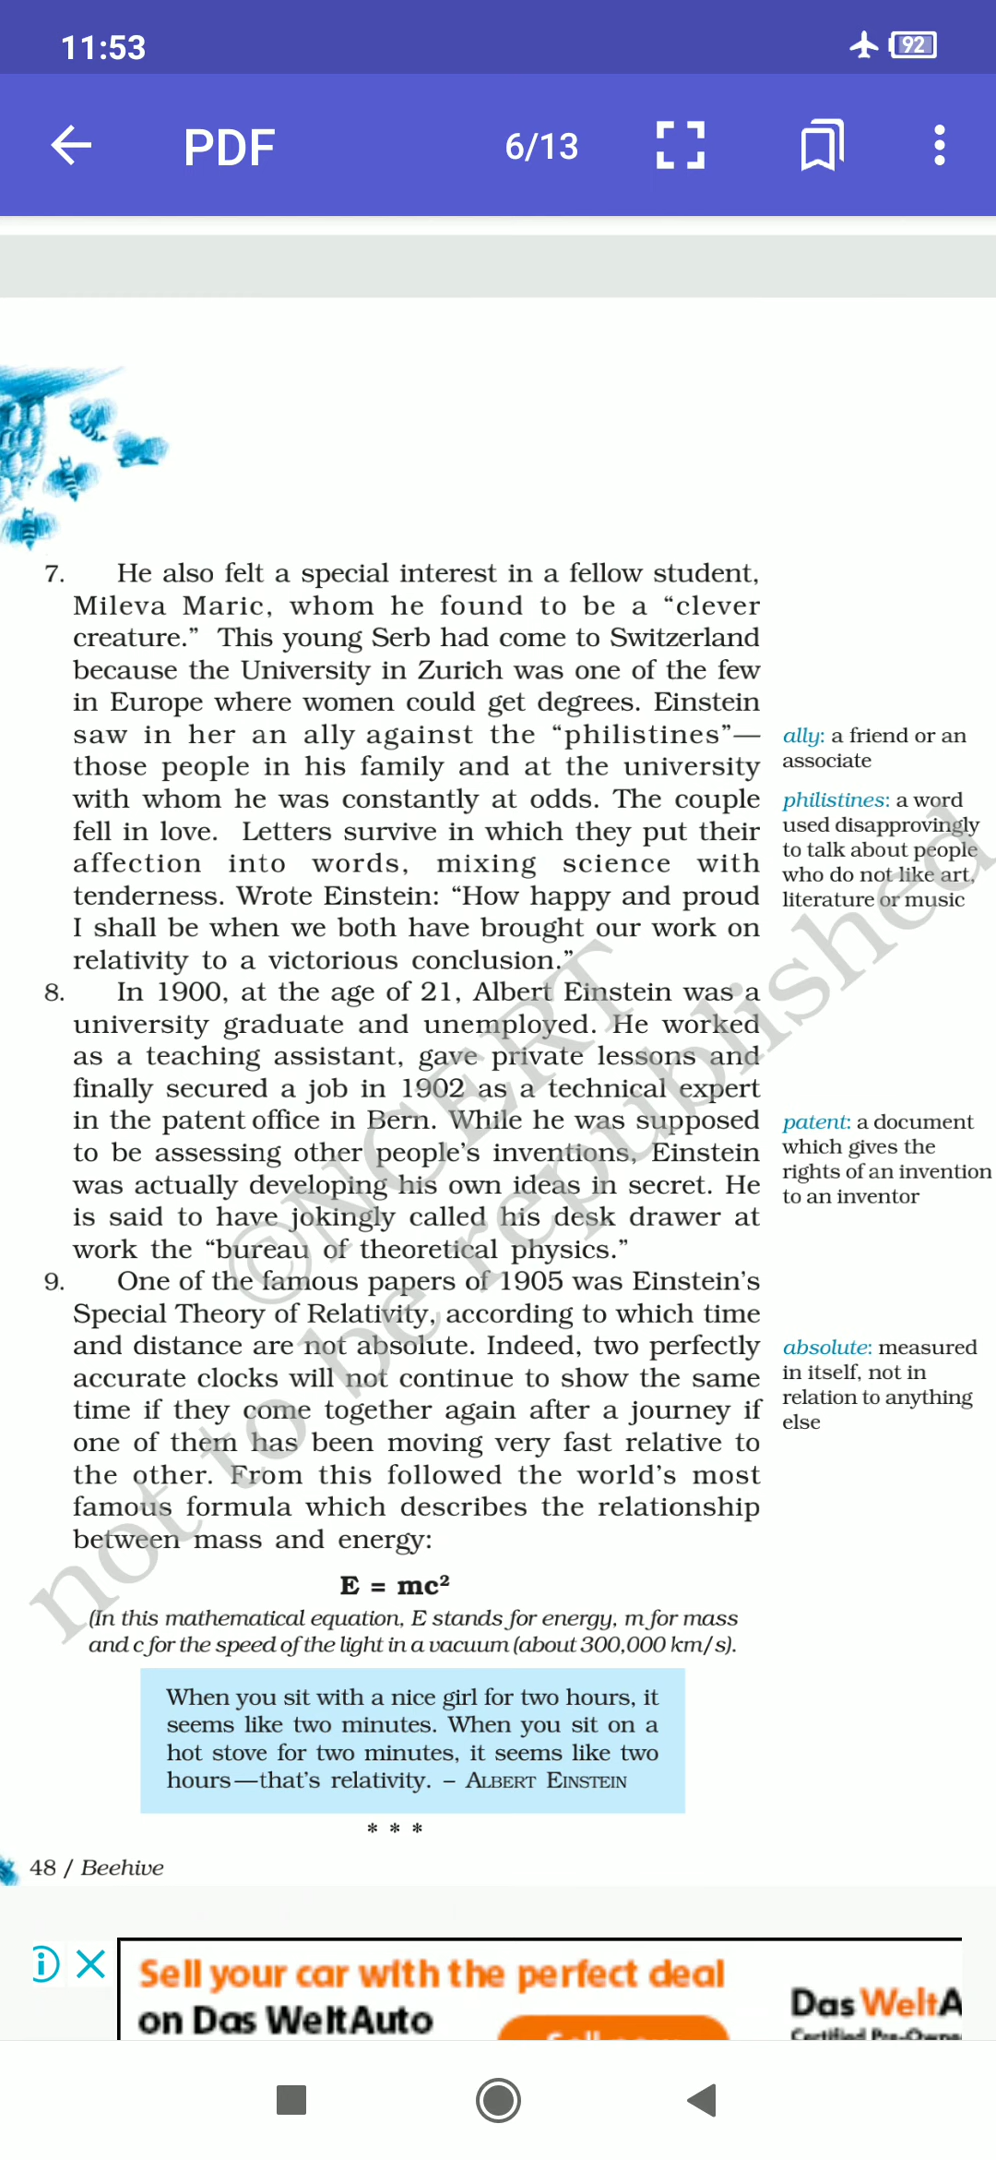 11:53
92
PDF
6/13
7. He also felt a special interest in a fellow student,
Mileva Maric, whom he found to be a “clever
creature.” This young Serb had come to Switzerland
because the University in Zurich was one of the few
in Europe where women could get degrees. Einstein
saw in her an ally against the “philistines”—
those people in his family and at the university
with whom he was constantly at odds. The couple
fell in love. Letters survive in which they put their
affection into words, mixing science with
tenderness. Wrote Einstein: “How happy and proud
I shall be when we both have brought our work on
relativity to a victorious conclusion.”
ally: a friend or an
associate
philistines: a word
used disapprovingly
to talk about people
who do not like art,
literature or music
8. In 1900, at the age of 21, Albert Einstein was a
university graduate and unemployed. He worked
as a teaching assistant, gave private lessons and
finally secured a job in 1902 as a technical expert
in the patent office in Bern. While he was supposed
to be assessing other people’s inventions, Einstein
was actually developing his own ideas in secret. He
is said to have jokingly called his desk drawer at
work the “bureau of theoretical physics.”
patent: a document
which gives the
rights of an invention
to an inventor
9. One of the famous papers of 1905 was Einstein’s
Special Theory of Relativity, according to which time
and distance are not absolute. Indeed, two perfectly
accurate clocks will not continue to show the same
time if they come together again after a journey if
one of them has been moving very fast relative to
the other. From this followed the world’s most
famous formula which describes the relationship
between mass and energy:
absolute: measured
in itself, not in
relation to anything
else
E = mc²
(In this mathematical equation, E stands for energy, m for mass
and c for the speed of the light in a vacuum (about 300,000 km/s).
When you sit with a nice girl for two hours, it
seems like two minutes. When you sit on a
hot stove for two minutes, it seems like two
hours—that’s relativity. – ALBERT EINSTEIN
* * *
48 / Beehive
©NCERT
not to be republished
Sell your car with the perfect deal
on Das WeltAuto
Das WeltA